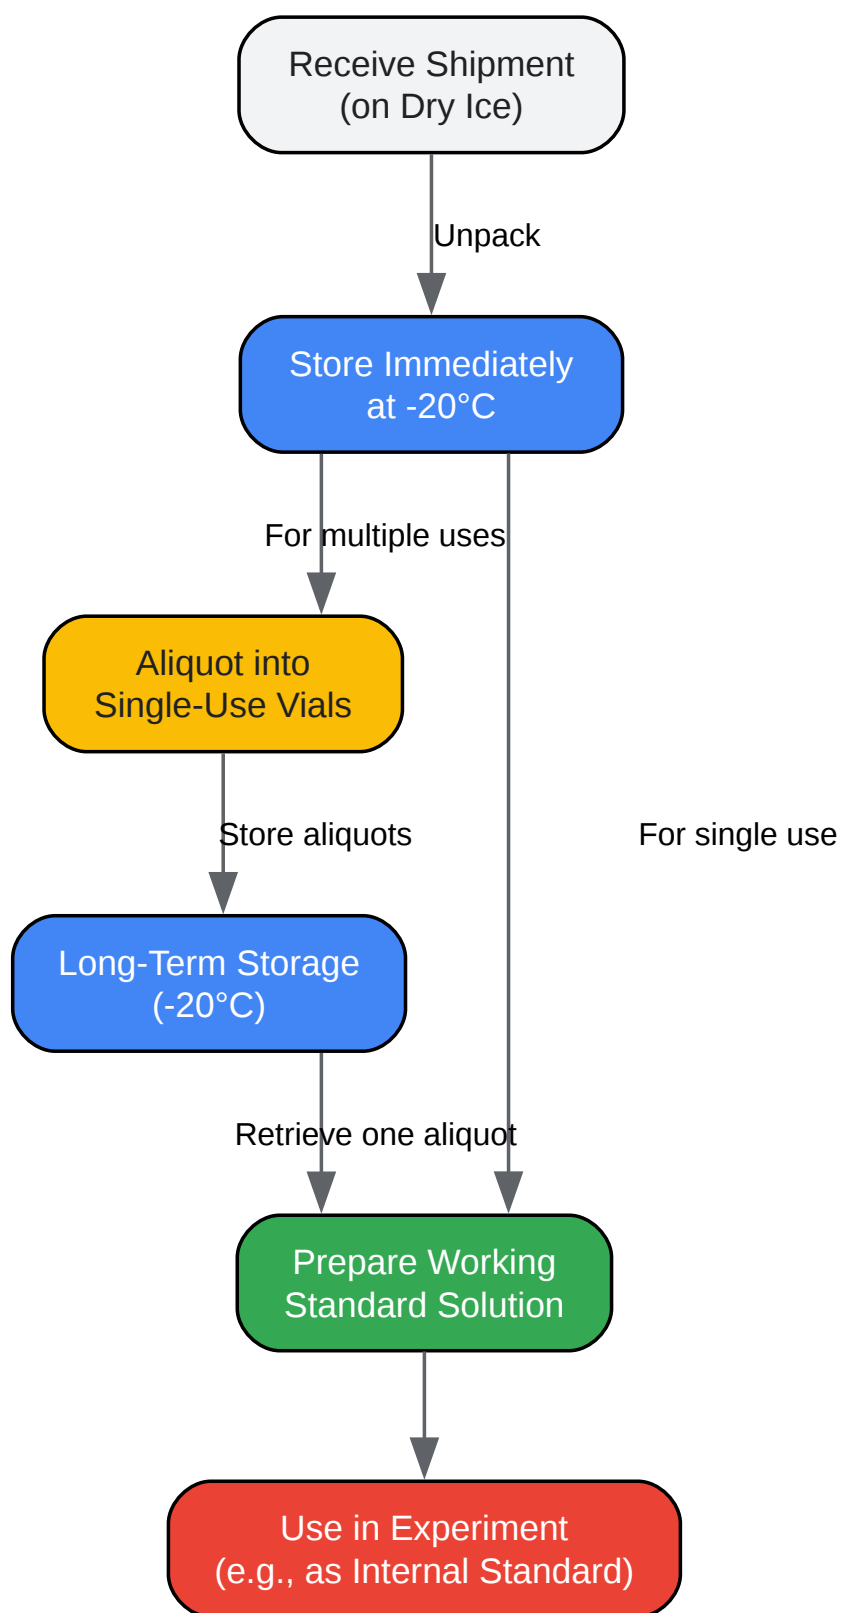 Receive Shipment
(on Dry Ice)
Unpack
Store Immediately
at -20°C
For multiple uses
Aliquot into
Single-Use Vials
Store aliquots
For single use
Long-Term Storage
(-20°C)
Retrieve one aliquot
Prepare Working
Standard Solution
Use in Experiment
(e.g., as Internal Standard)